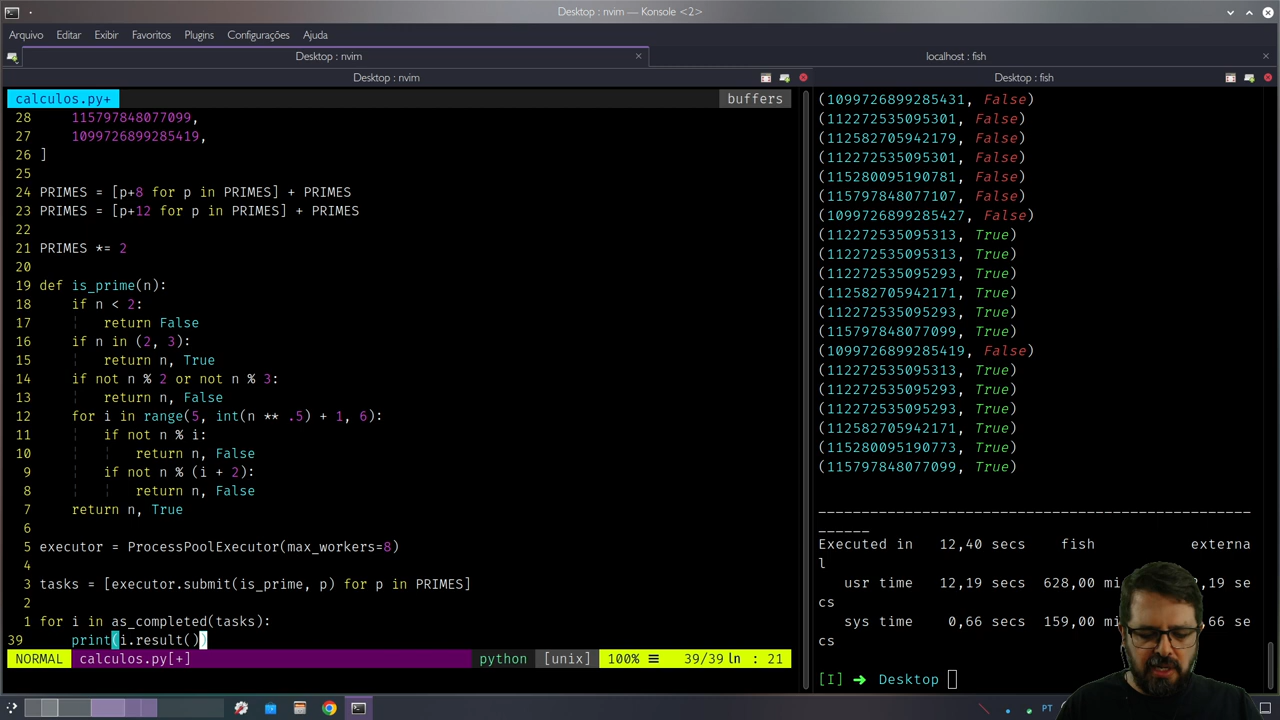 Desktop : nvim — Konsole <2>
Arquivo Editar Exibir Favoritos Plugins Configurações Ajuda
Desktop : nvim
localhost : fish
Desktop : nvim
Desktop : fish
calculos.py+
buffers
28 115797848077099,
27 1099726899285419,
26 ]
25
24 PRIMES = [p+8 for p in PRIMES] + PRIMES
23 PRIMES = [p+12 for p in PRIMES] + PRIMES
22
21 PRIMES *= 2
20
19 def is_prime(n):
18 if n < 2:
17 return False
16 if n in (2, 3):
15 return n, True
14 if not n % 2 or not n % 3:
13 return n, False
12 for i in range(5, int(n ** .5) + 1, 6):
11 if not n % i:
10 return n, False
9 if not n % (i + 2):
8 return n, False
7 return n, True
6
5 executor = ProcessPoolExecutor(max_workers=8)
4
3 tasks = [executor.submit(is_prime, p) for p in PRIMES]
2
1 for i in as_completed(tasks):
39 print(i.result())
NORMAL calculos.py[+] python [unix] 100% 39/39 ln : 21
(1099726899285431, False)
(112272535095301, False)
(112582705942179, False)
(112272535095301, False)
(115280095190781, False)
(115797848077107, False)
(1099726899285427, False)
(112272535095313, True)
(112272535095313, True)
(112272535095293, True)
(112582705942171, True)
(112272535095293, True)
(115797848077099, True)
(1099726899285419, False)
(112272535095313, True)
(112272535095293, True)
(112272535095293, True)
(112582705942171, True)
(115280095190773, True)
(115797848077099, True)
Executed in 12,40 secs fish externa
l
usr time 12,19 secs 628,00 mi 2,19 se
cs
sys time 0,66 secs 159,00 m ,66 se
cs
[I] ➜ Desktop
PT